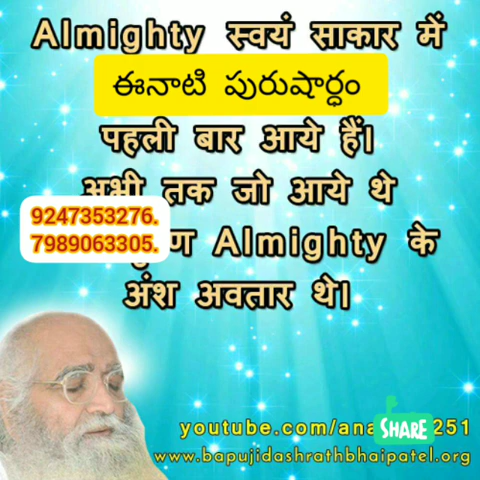 Almighty स्वयं साकार में
ఈనాటి పురుషార్ధం
पहली बार आये हैं।
अभी तक जो आये थे
9247353276.
7989063305.
Almighty के
अंश अवतार थे।
SHARE
youtube.com/ana 251
www.bapujidashrathbhaipatel.org